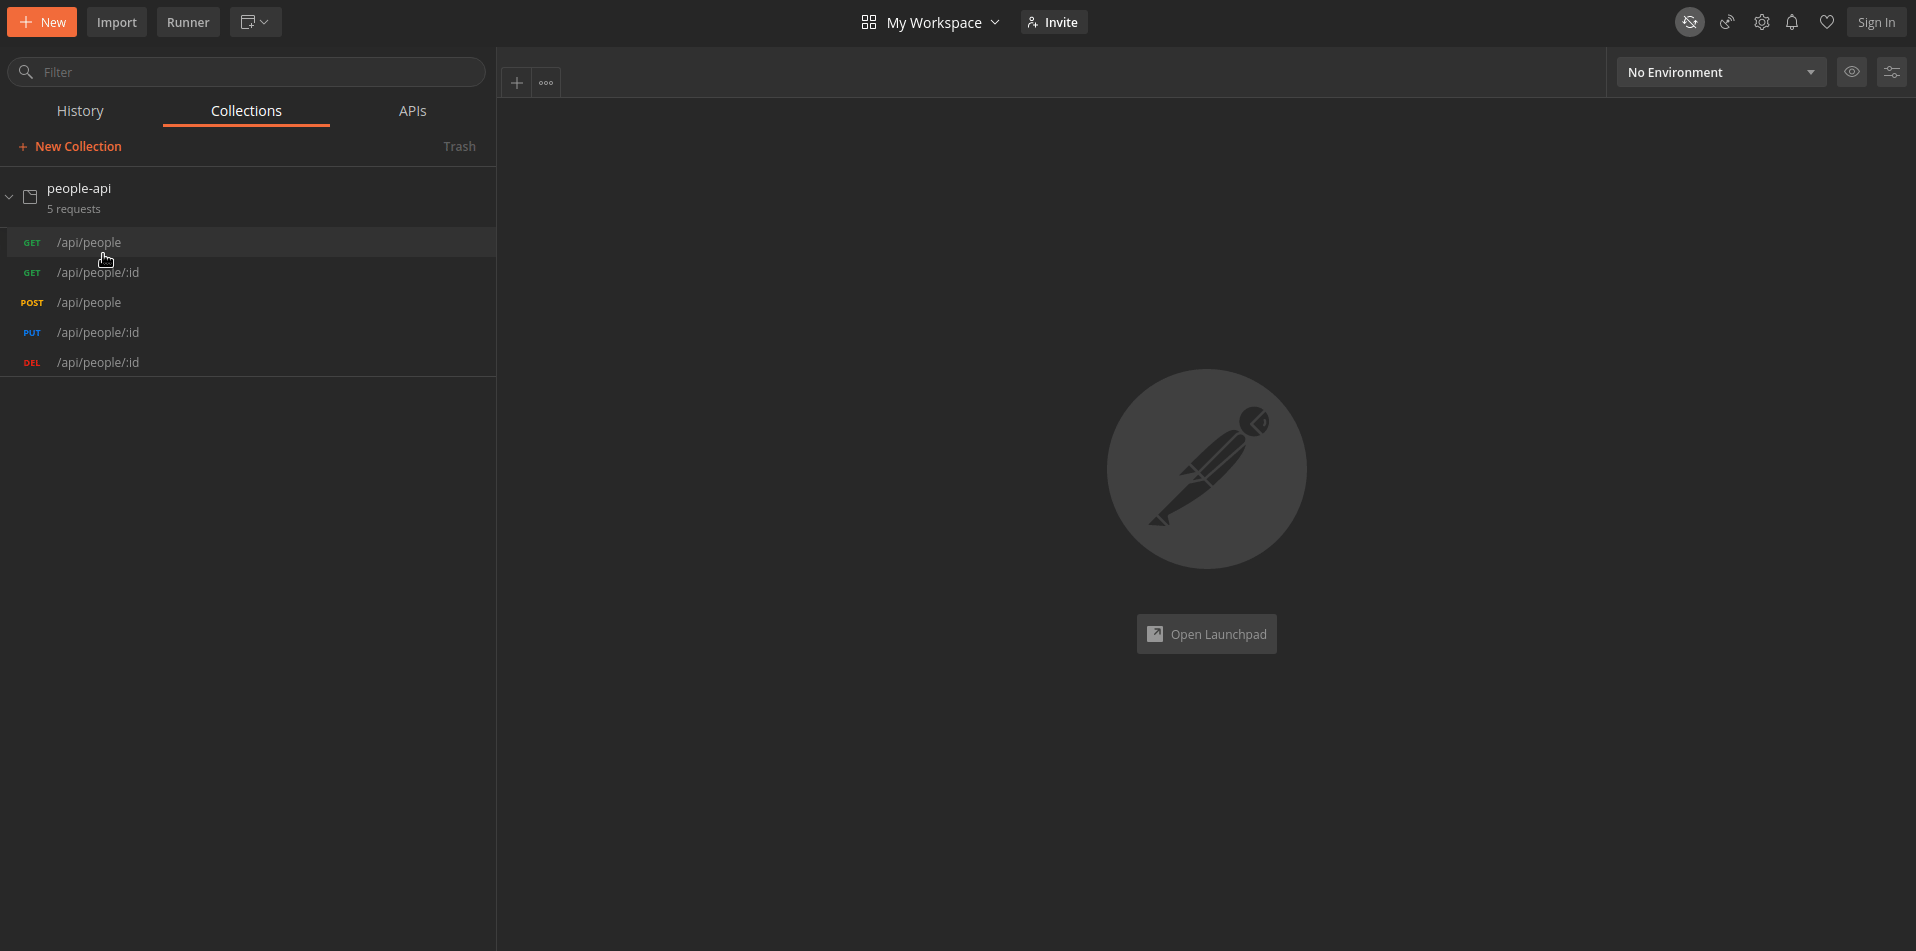 New Import Runner My Workspace Invite Sign In
Filter No Environment
History Collections APIs
+ New Collection Trash
people-api
5 requests
GET /api/people
GET /api/people/:id
POST /api/people
PUT /api/people/:id
DEL /api/people/:id
Open Launchpad